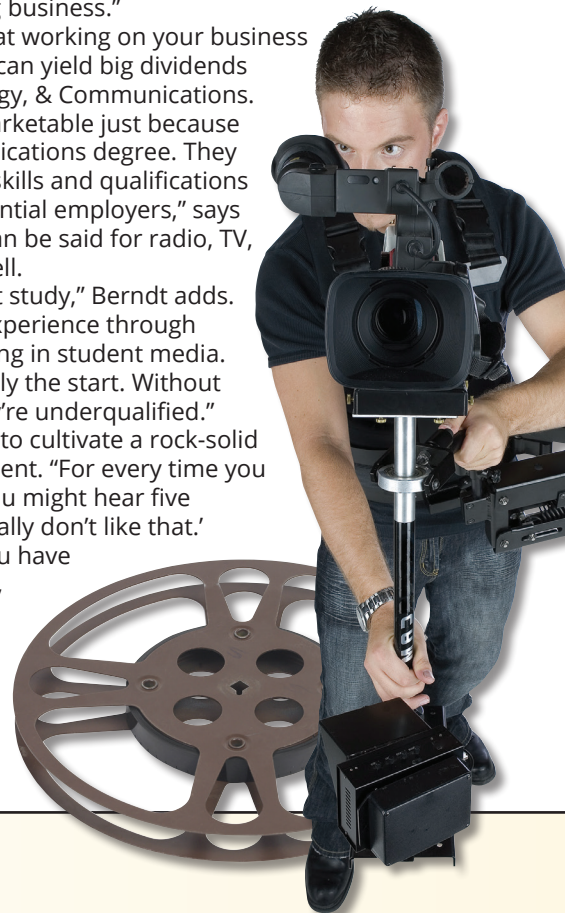 g business.”
at working on your business
can yield big dividends
gy, & Communications.
arketable just because
ications degree. They
skills and qualifications
ntial employers,” says
an be said for radio, TV,
ell.
t study,” Berndt adds.
xperience through
ng in student media.
ly the start. Without
y’re underqualified.”
to cultivate a rock-solid
ent. “For every time you
ou might hear five
ally don’t like that.’
u have